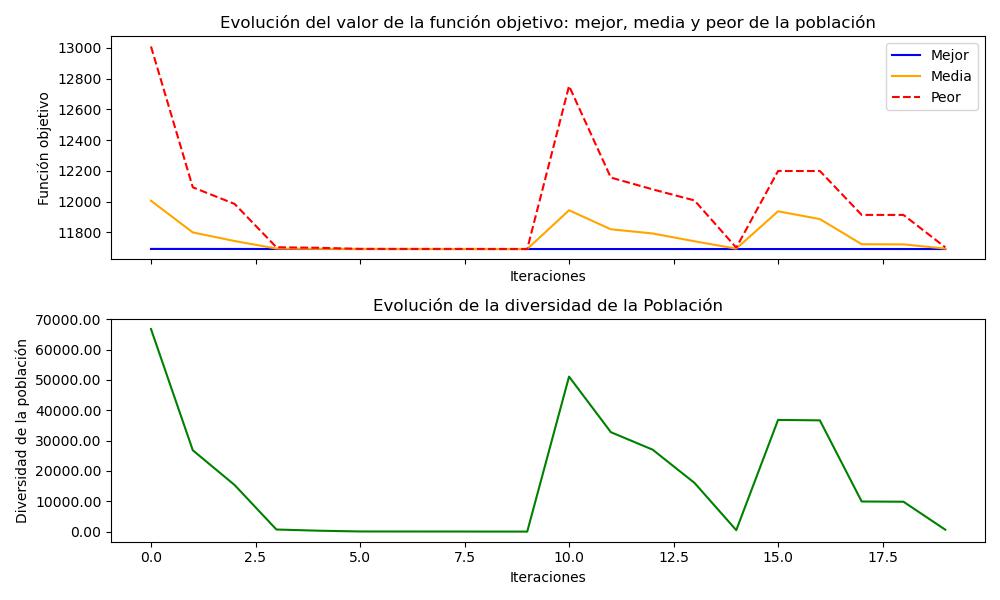 Evolución del valor de la función objetivo: mejor, media y peor de la población
13000
12800
12600
12400
12200
12000
11800
Función objetivo
Mejor
Media
Peor
Iteraciones
Evolución de la diversidad de la Población
70000.00
60000.00
50000.00
40000.00
30000.00
20000.00
10000.00
0.00
Diversidad de la población
0.0 2.5 5.0 7.5 10.0 12.5 15.0 17.5
Iteraciones